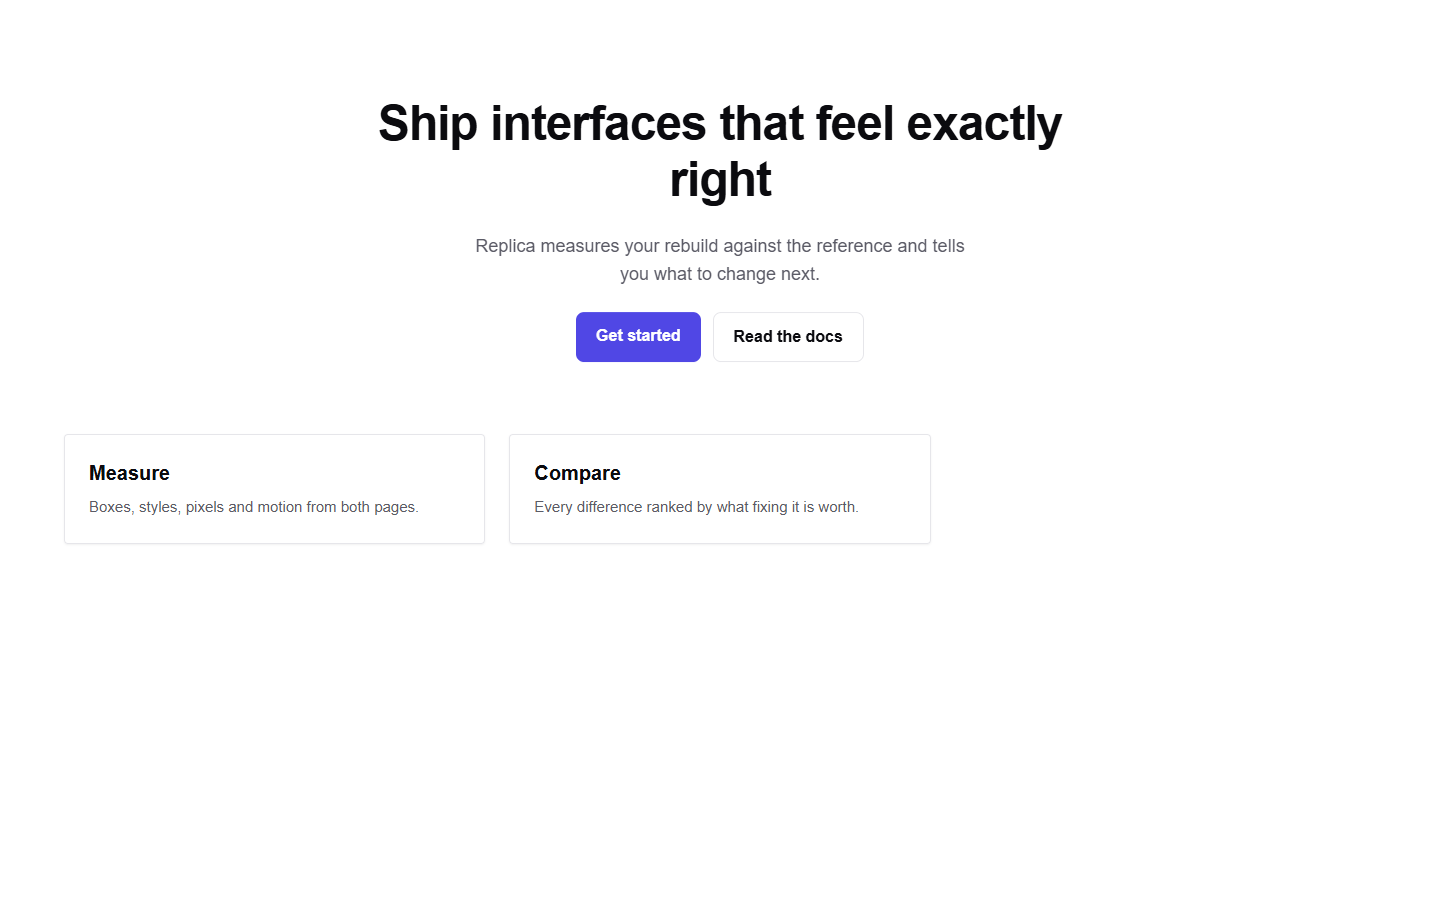 Ship interfaces that feel exactly
right
Replica measures your rebuild against the reference and tells
you what to change next.
Get started
Read the docs
Measure
Boxes, styles, pixels and motion from both pages.
Compare
Every difference ranked by what fixing it is worth.